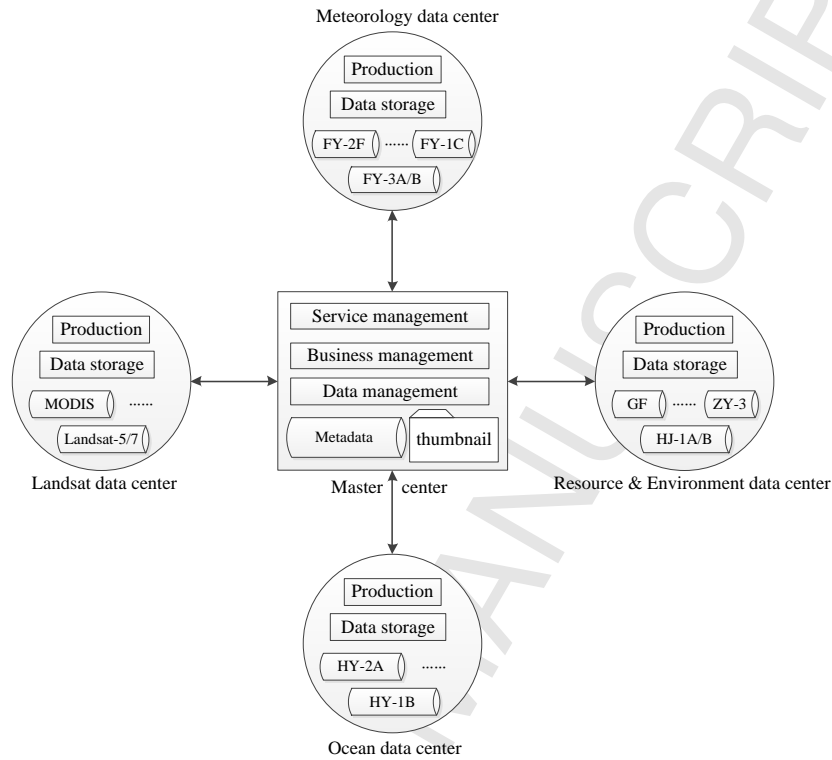 Meteorology data center
Production
Data storage
FY-2F ...... FY-1C
FY-3A/B
Service management
Business management
Data management
Metadata
thumbnail
Master center
Production
Data storage
MODIS ......
Landsat-5/7
Landsat data center
Production
Data storage
GF ...... ZY-3
HJ-1A/B
Resource & Environment data center
Production
Data storage
HY-2A ......
HY-1B
Ocean data center
MANUSCRIP